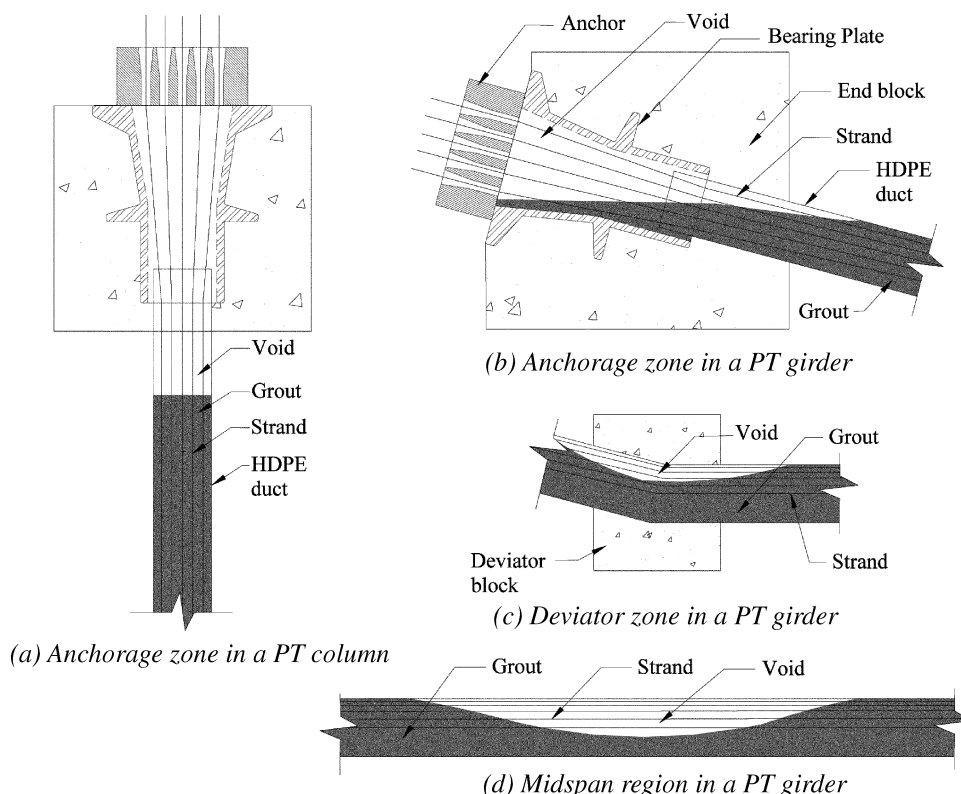 Void
Grout
Strand
HDPE
duct
(a) Anchorage zone in a PT column
Anchor
Void
Bearing Plate
End block
Strand
HDPE
duct
Grout
(b) Anchorage zone in a PT girder
Void
Grout
Deviator
block
Strand
(c) Deviator zone in a PT girder
Grout
Strand
Void
(d) Midspan region in a PT girder